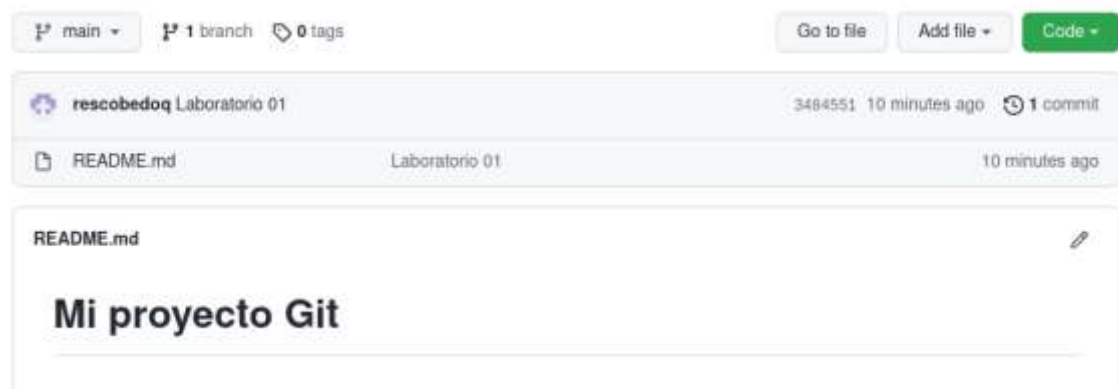 main 1 branch 0 tags Go to file Add file Code
rescobedoq Laboratorio 01 3484551 10 minutes ago 1 commit
README.md Laboratorio 01 10 minutes ago
README.md
Mi proyecto Git